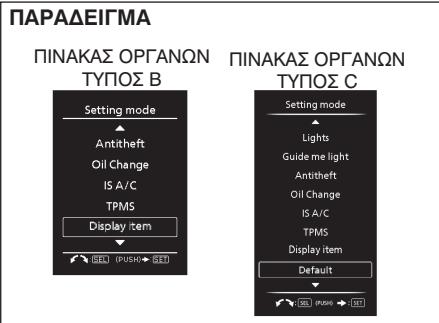 ΠΑΡΑΔΕΙΓΜΑ
ΠΙΝΑΚΑΣ ΟΡΓΑΝΩΝ
ΤΥΠΟΣ B
Setting mode
Antitheft
Oil Change
IS A/C
TPMS
Display item
:SEL (PUSH) : SET
ΠΙΝΑΚΑΣ ΟΡΓΑΝΩΝ
ΤΥΠΟΣ C
Setting mode
Lights
Guide me light
Antitheft
Oil Change
IS A/C
TPMS
Display item
Default
:SEL (PUSH) : SET